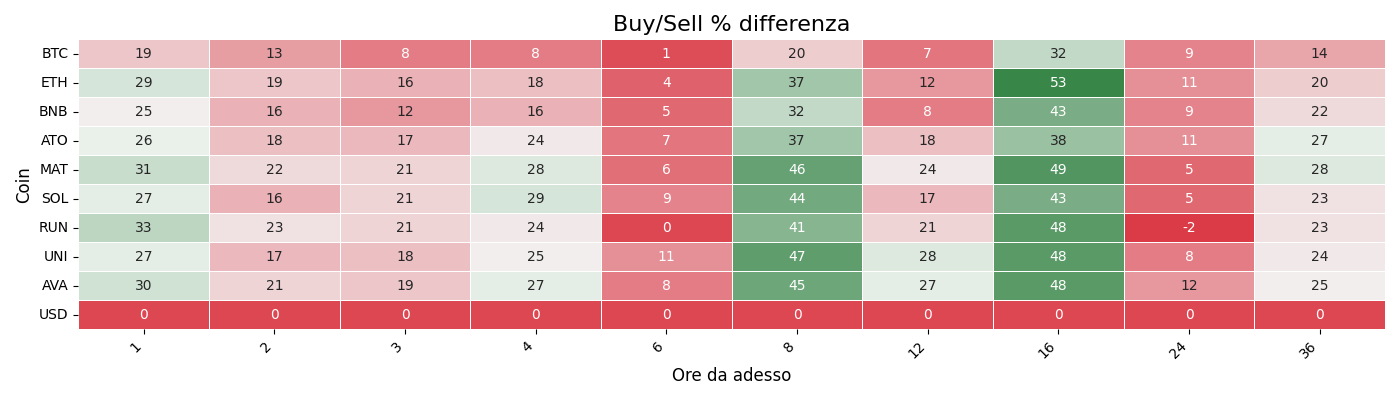 Buy/Sell % differenza
Coin
BTC 19 13 8 8 1 20 7 32 9 14
ETH 29 19 16 18 4 37 12 53 11 20
BNB 25 16 12 16 5 32 8 43 9 22
ATO 26 18 17 24 7 37 18 38 11 27
MAT 31 22 21 28 6 46 24 49 5 28
SOL 27 16 21 29 9 44 17 43 5 23
RUN 33 23 21 24 0 41 21 48 -2 23
UNI 27 17 18 25 11 47 28 48 8 24
AVA 30 21 19 27 8 45 27 48 12 25
USD 0 0 0 0 0 0 0 0 0 0
1 2 3 4 6 8 12 16 24 36
Ore da adesso